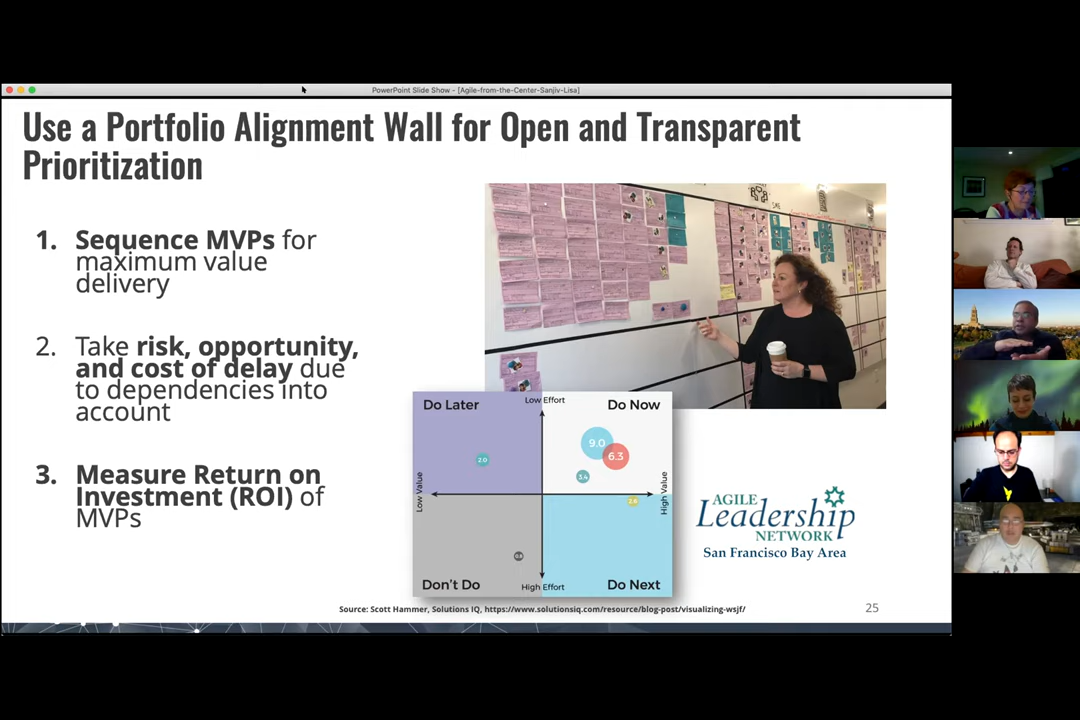 PowerPoint Slide Show - [Agile-from-the-Center-Sanjiv-Lisa]
Use a Portfolio Alignment Wall for Open and Transparent
Prioritization
1. Sequence MVPs for
maximum value
delivery
2. Take risk, opportunity,
and cost of delay due
to dependencies into
account
3. Measure Return on
Investment (ROI) of
MVPs
Do Later
Low Effort
Do Now
9.0
6.3
3.4
2.0
Low Value
High Value
Don't Do
High Effort
Do Next
AGILE
Leadership
NETWORK
San Francisco Bay Area
Source: Scott Hammer, Solutions IQ, https://www.solutionsiq.com/resource/blog-post/visualizing-wsjf/
25